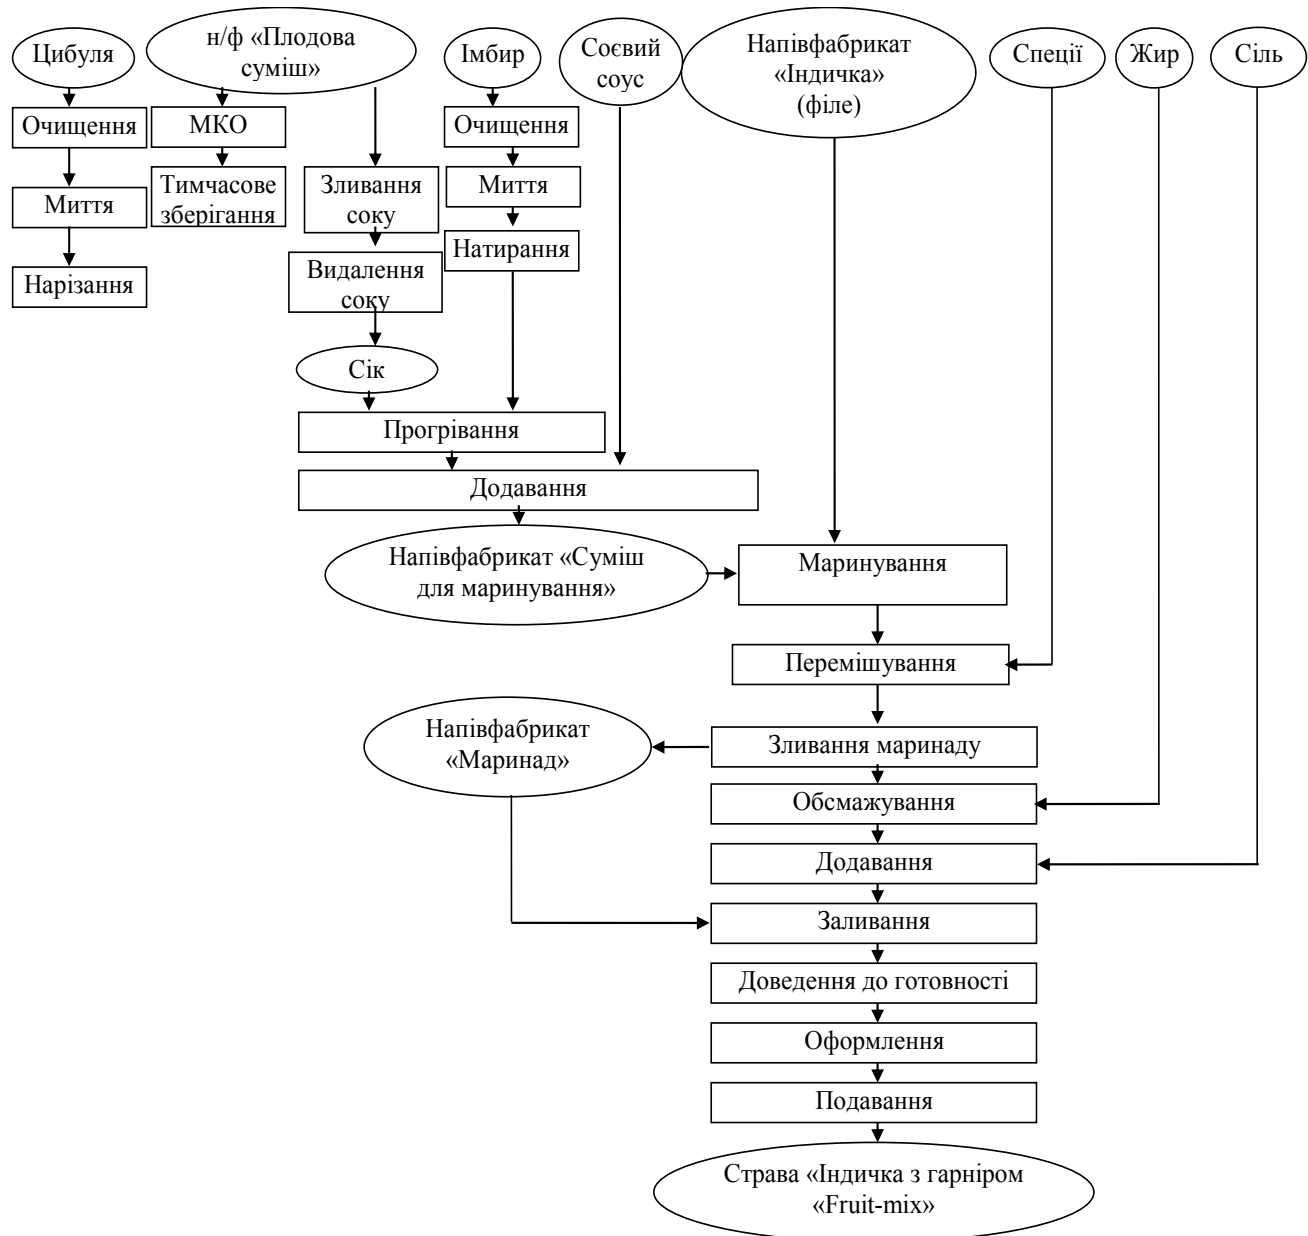 Цибуля
н/ф «Плодова
суміш»
Імбир
Соєвий
соус
Напівфабрикат
«Індичка»
(філе)
Спеції
Жир
Сіль
Очищення
МКО
Очищення
Миття
Тимчасове
зберігання
Зливання
соку
Миття
Нарізання
Видалення
соку
Натирання
Сік
Прогрівання
Додавання
Напівфабрикат «Суміш
для маринування»
Маринування
Перемішування
Напівфабрикат
«Маринад»
Зливання маринаду
Обсмажування
Додавання
Заливання
Доведення до готовності
Оформлення
Подавання
Страва «Індичка з гарніром
«Fruit-mix»